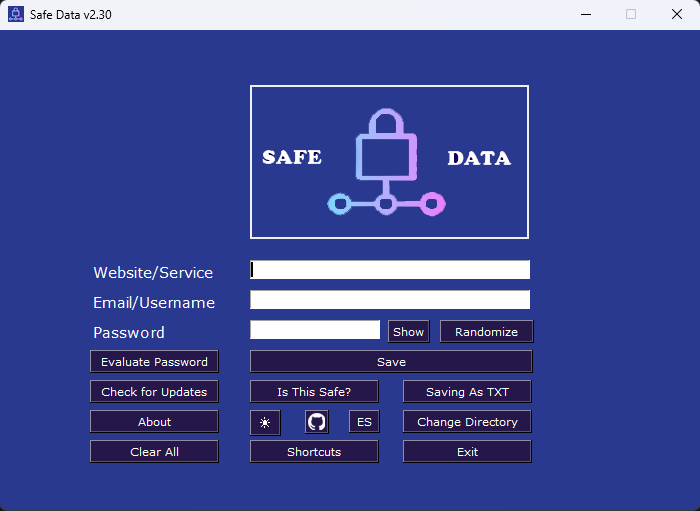 Safe Data v2.30
SAFE DATA
Website/Service
Email/Username
Password Show Randomize
Evaluate Password Save
Check for Updates Is This Safe? Saving As TXT
About ES Change Directory
Clear All Shortcuts Exit